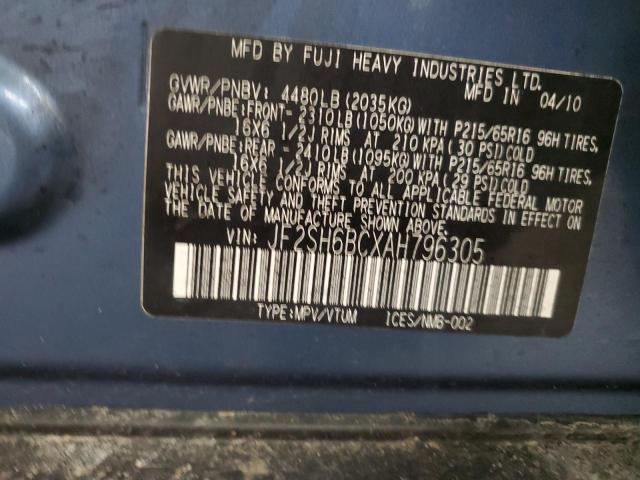 MFD BY FUJI HEAVY INDUSTRIES LTD.
MFD IN 04/10
GVWR/PNBV: 4480LB(2035KG)
GAWR/PNBE:FRONT- 2310LB(1050KG)WITH P215/65R16 96H TIRES,
16X6 1/2J RIMS AT 210 KPA(30 PSI)COLD
GAWR/PNBE:REAR - 2410LB(1095KG)WITH P215/65R16 96H TIRES,
16X6 1/2J RIMS AT 200 KPA(29 PSI)COLD
THIS VEHICLE CONFORMS TO ALL APPLICABLE FEDERAL MOTOR
VEHICLE SAFETY AND THEFT PREVENTION STANDARDS IN EFFECT ON
THE DATE OF MANUFACTURE SHOWN ABOVE.
VIN: JF2SH6BCXAH796305
TYPE:MPV/VTUM ICES/NMB-002